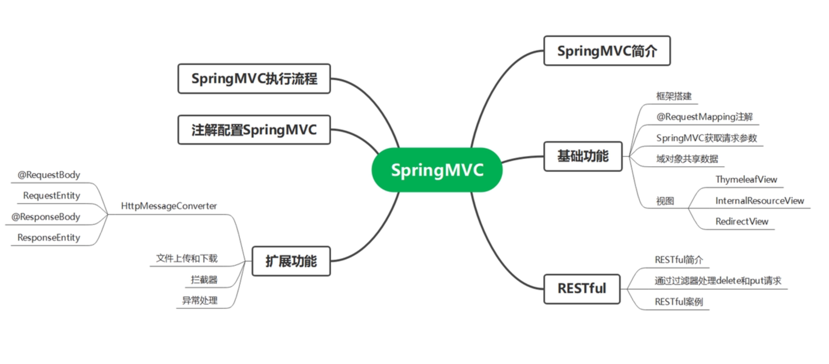 SpringMVC
SpringMVC简介
基础功能
框架搭建
@RequestMapping注解
SpringMVC获取请求参数
域对象共享数据
视图
ThymeleafView
InternalResourceView
RedirectView
RESTful
RESTful简介
通过过滤器处理delete和put请求
RESTful案例
SpringMVC执行流程
注解配置SpringMVC
扩展功能
HttpMessageConverter
@RequestBody
RequestEntity
@ResponseBody
ResponseEntity
文件上传和下载
拦截器
异常处理